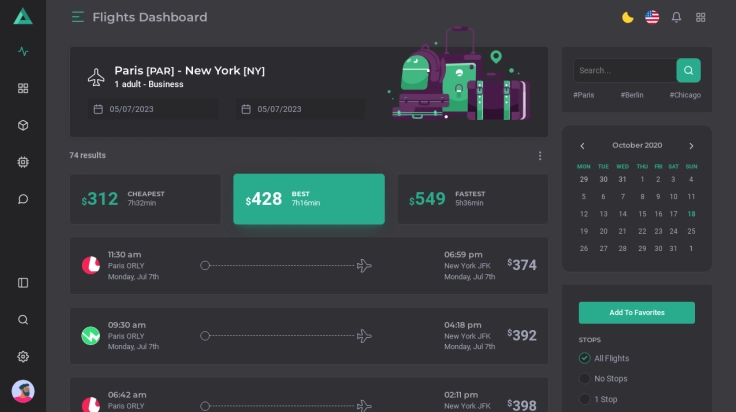 Flights Dashboard
Paris [PAR] - New York [NY]
1 adult - Business
05/07/2023
05/07/2023
74 results
$312
CHEAPEST
7h32min
$428
BEST
7h16min
$549
FASTEST
5h36min
11:30 am
Paris ORLY
Monday, Jul 7th
06:59 pm
New York JFK
Monday, Jul 7th
$374
09:30 am
Paris ORLY
Monday, Jul 7th
04:18 pm
New York JFK
Monday, Jul 7th
$392
06:42 am
Paris ORLY
02:11 pm
New York JFK
$398
Search...
#Paris #Berlin #Chicago
October 2020
MON TUE WED THU FRI SAT SUN
29 30 31 1 2 3 4
5 6 7 8 9 10 11
12 13 14 15 16 17 18
19 20 21 22 23 24 25
26 27 28 29 30 31 1
Add To Favorites
STOPS
All Flights
No Stops
1 Stop